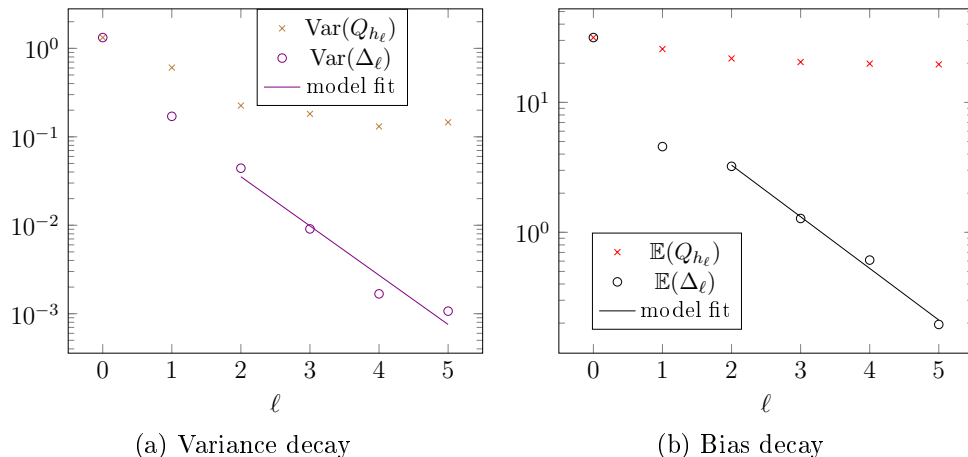 10^0
10^{-1}
10^{-2}
10^{-3}
0 1 2 3 4 5
ℓ
Var(Q_{h_ℓ})
Var(Δ_ℓ)
model fit
(a) Variance decay
10^1
10^0
0 1 2 3 4 5
ℓ
𝔼(Q_{h_ℓ})
𝔼(Δ_ℓ)
model fit
(b) Bias decay